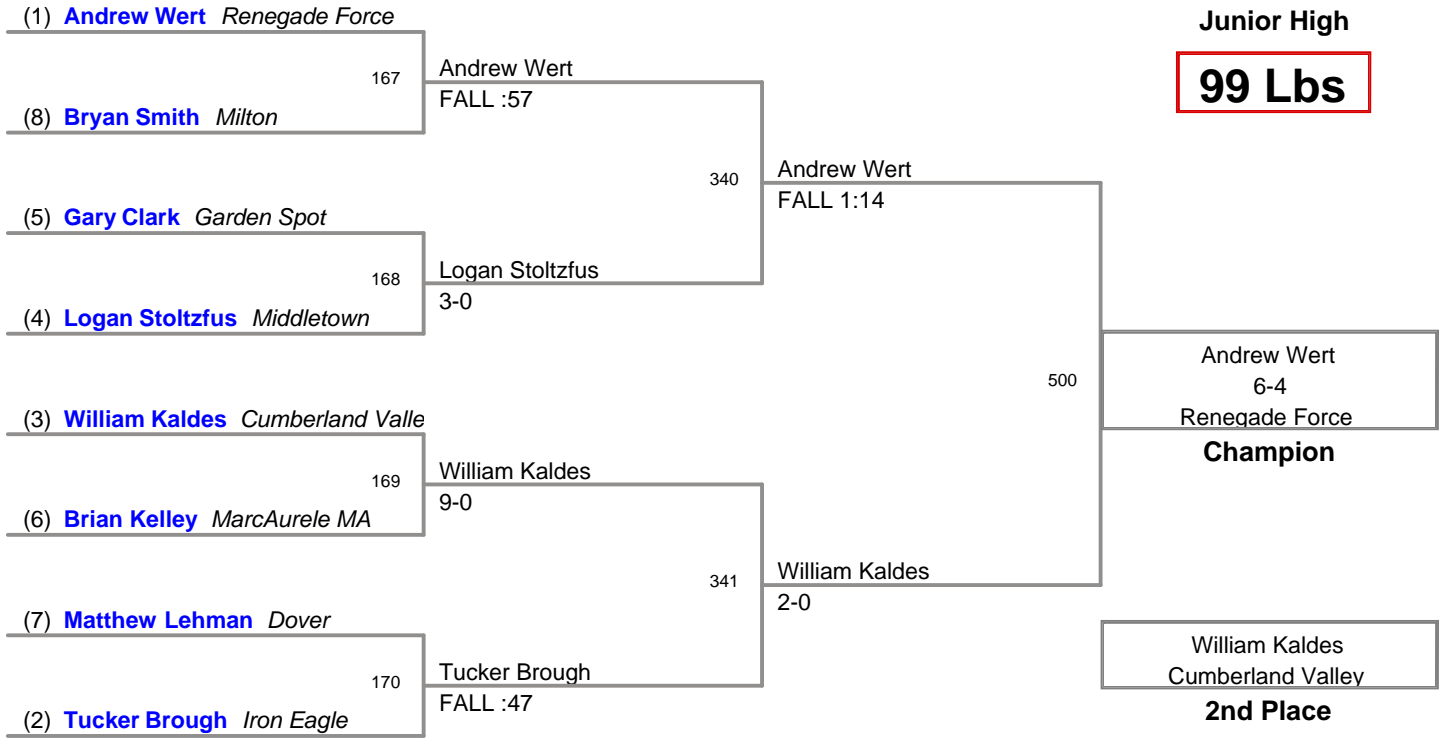 (1) Andrew Wert Renegade Force
Junior High
99 Lbs
167
Andrew Wert
FALL :57
(8) Bryan Smith Milton
340
Andrew Wert
FALL 1:14
(5) Gary Clark Garden Spot
168
Logan Stoltzfus
3-0
(4) Logan Stoltzfus Middletown
500
Andrew Wert
6-4
Renegade Force
Champion
(3) William Kaldes Cumberland Valle
169
William Kaldes
9-0
(6) Brian Kelley MarcAurele MA
341
William Kaldes
2-0
(7) Matthew Lehman Dover
170
Tucker Brough
FALL :47
(2) Tucker Brough Iron Eagle
William Kaldes
Cumberland Valley
2nd Place